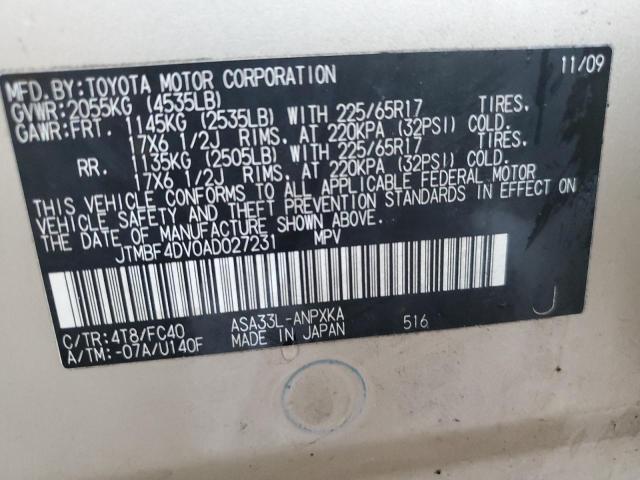 MFD. BY: TOYOTA MOTOR CORPORATION 11/09
GVWR: 2055KG (4535LB)
GAWR: FRT. 1145KG (2535LB) WITH 225/65R17 TIRES.
17X6 1/2J RIMS. AT 220KPA (32PSI) COLD.
RR. 1135KG (2505LB) WITH 225/65R17 TIRES.
17X6 1/2J RIMS. AT 220KPA (32PSI) COLD.
THIS VEHICLE CONFORMS TO ALL APPLICABLE FEDERAL MOTOR
VEHICLE SAFETY AND THEFT PREVENTION STANDARDS IN EFFECT ON
THE DATE OF MANUFACTURE SHOWN ABOVE.
JTMBF4DV0AD027231 MPV
C/TR: 4T8/FC40 ASA33L-ANPXKA 516
A/TM: -07A/U140F MADE IN JAPAN
J